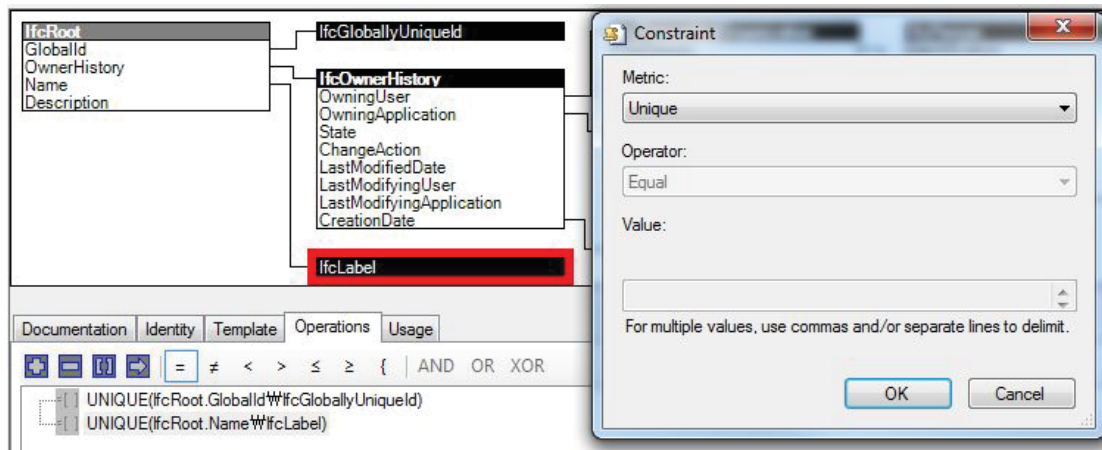 IfcRoot
GlobalId
OwnerHistory
Name
Description
IfcGloballyUniqueId
IfcOwnerHistory
OwningUser
OwningApplication
State
ChangeAction
LastModifiedDate
LastModifyingUser
LastModifyingApplication
CreationDate
IfcLabel
Documentation Identity Template Operations Usage
= ≠ < > ≤ ≥ { AND OR XOR
=[ ] UNIQUE(IfcRoot.GlobalId₩IfcGloballyUniqueId)
=[ ] UNIQUE(IfcRoot.Name₩IfcLabel)
Constraint
Metric:
Unique
Operator:
Equal
Value:
For multiple values, use commas and/or separate lines to delimit.
OK Cancel